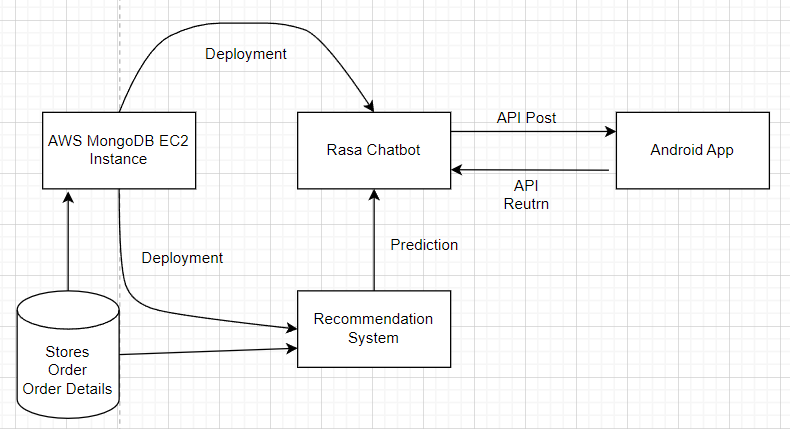 Deployment
AWS MongoDB EC2
Instance
Rasa Chatbot
API Post
Android App
API
Reutrn
Deployment
Prediction
Recommendation
System
Stores
Order
Order Details